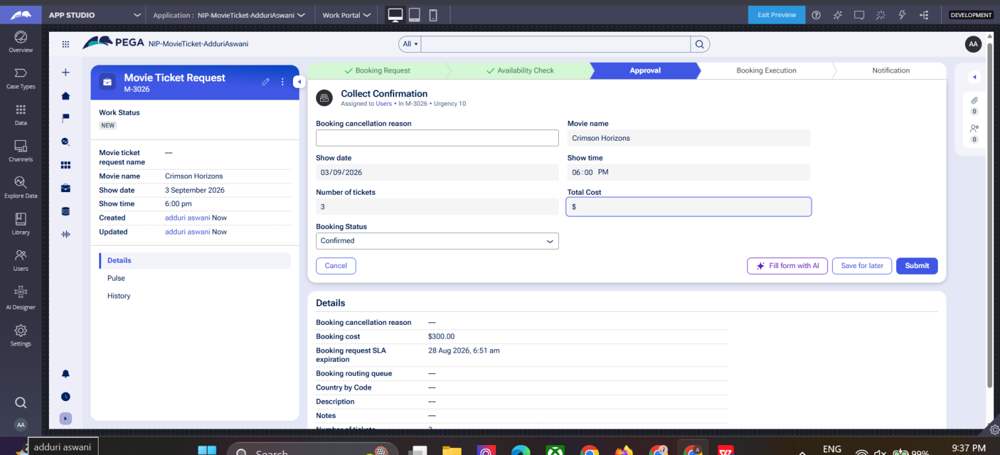 APP STUDIO
Application : NIP-MovieTicket-AdduriAswani
Work Portal
Exit Preview
DEVELOPMENT
Overview
Case Types
Data
Channels
Explore Data
Library
Users
AI Designer
Settings
AA
PEGA NIP-MovieTicket-AdduriAswani
All
AA
Movie Ticket Request
M-3026
Work Status
NEW
Movie ticket request name —
Movie name Crimson Horizons
Show date 3 September 2026
Show time 6:00 pm
Created adduri aswani Now
Updated adduri aswani Now
Details
Pulse
History
Booking Request
Availability Check
Approval
Booking Execution
Notification
Collect Confirmation
Assigned to Users • In M-3026 • Urgency 10
Booking cancellation reason
Movie name
Crimson Horizons
Show date
03/09/2026
Show time
06:00 PM
Number of tickets
3
Total Cost
$
Booking Status
Confirmed
Cancel
Fill form with AI
Save for later
Submit
0
0
Details
Booking cancellation reason —
Booking cost $300.00
Booking request SLA expiration 28 Aug 2026, 6:51 am
Booking routing queue —
Country by Code —
Description —
Notes —
Number of tickets 3
adduri aswani
Search
ENG
99%
9:37 PM